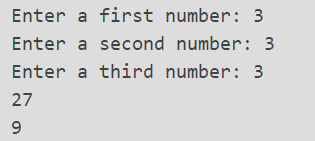 Enter a first number: 3
Enter a second number: 3
Enter a third number: 3
27
9